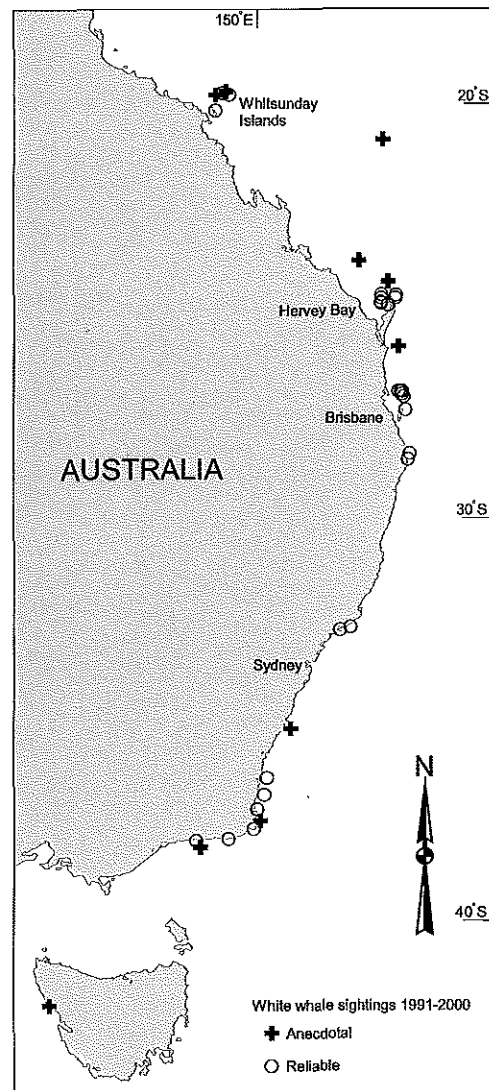 150°E
20°S
Whitsunday
Islands
Hervey Bay
Brisbane
AUSTRALIA
30°S
Sydney
N
40°S
White whale sightings 1991-2000
Anecdotal
Reliable